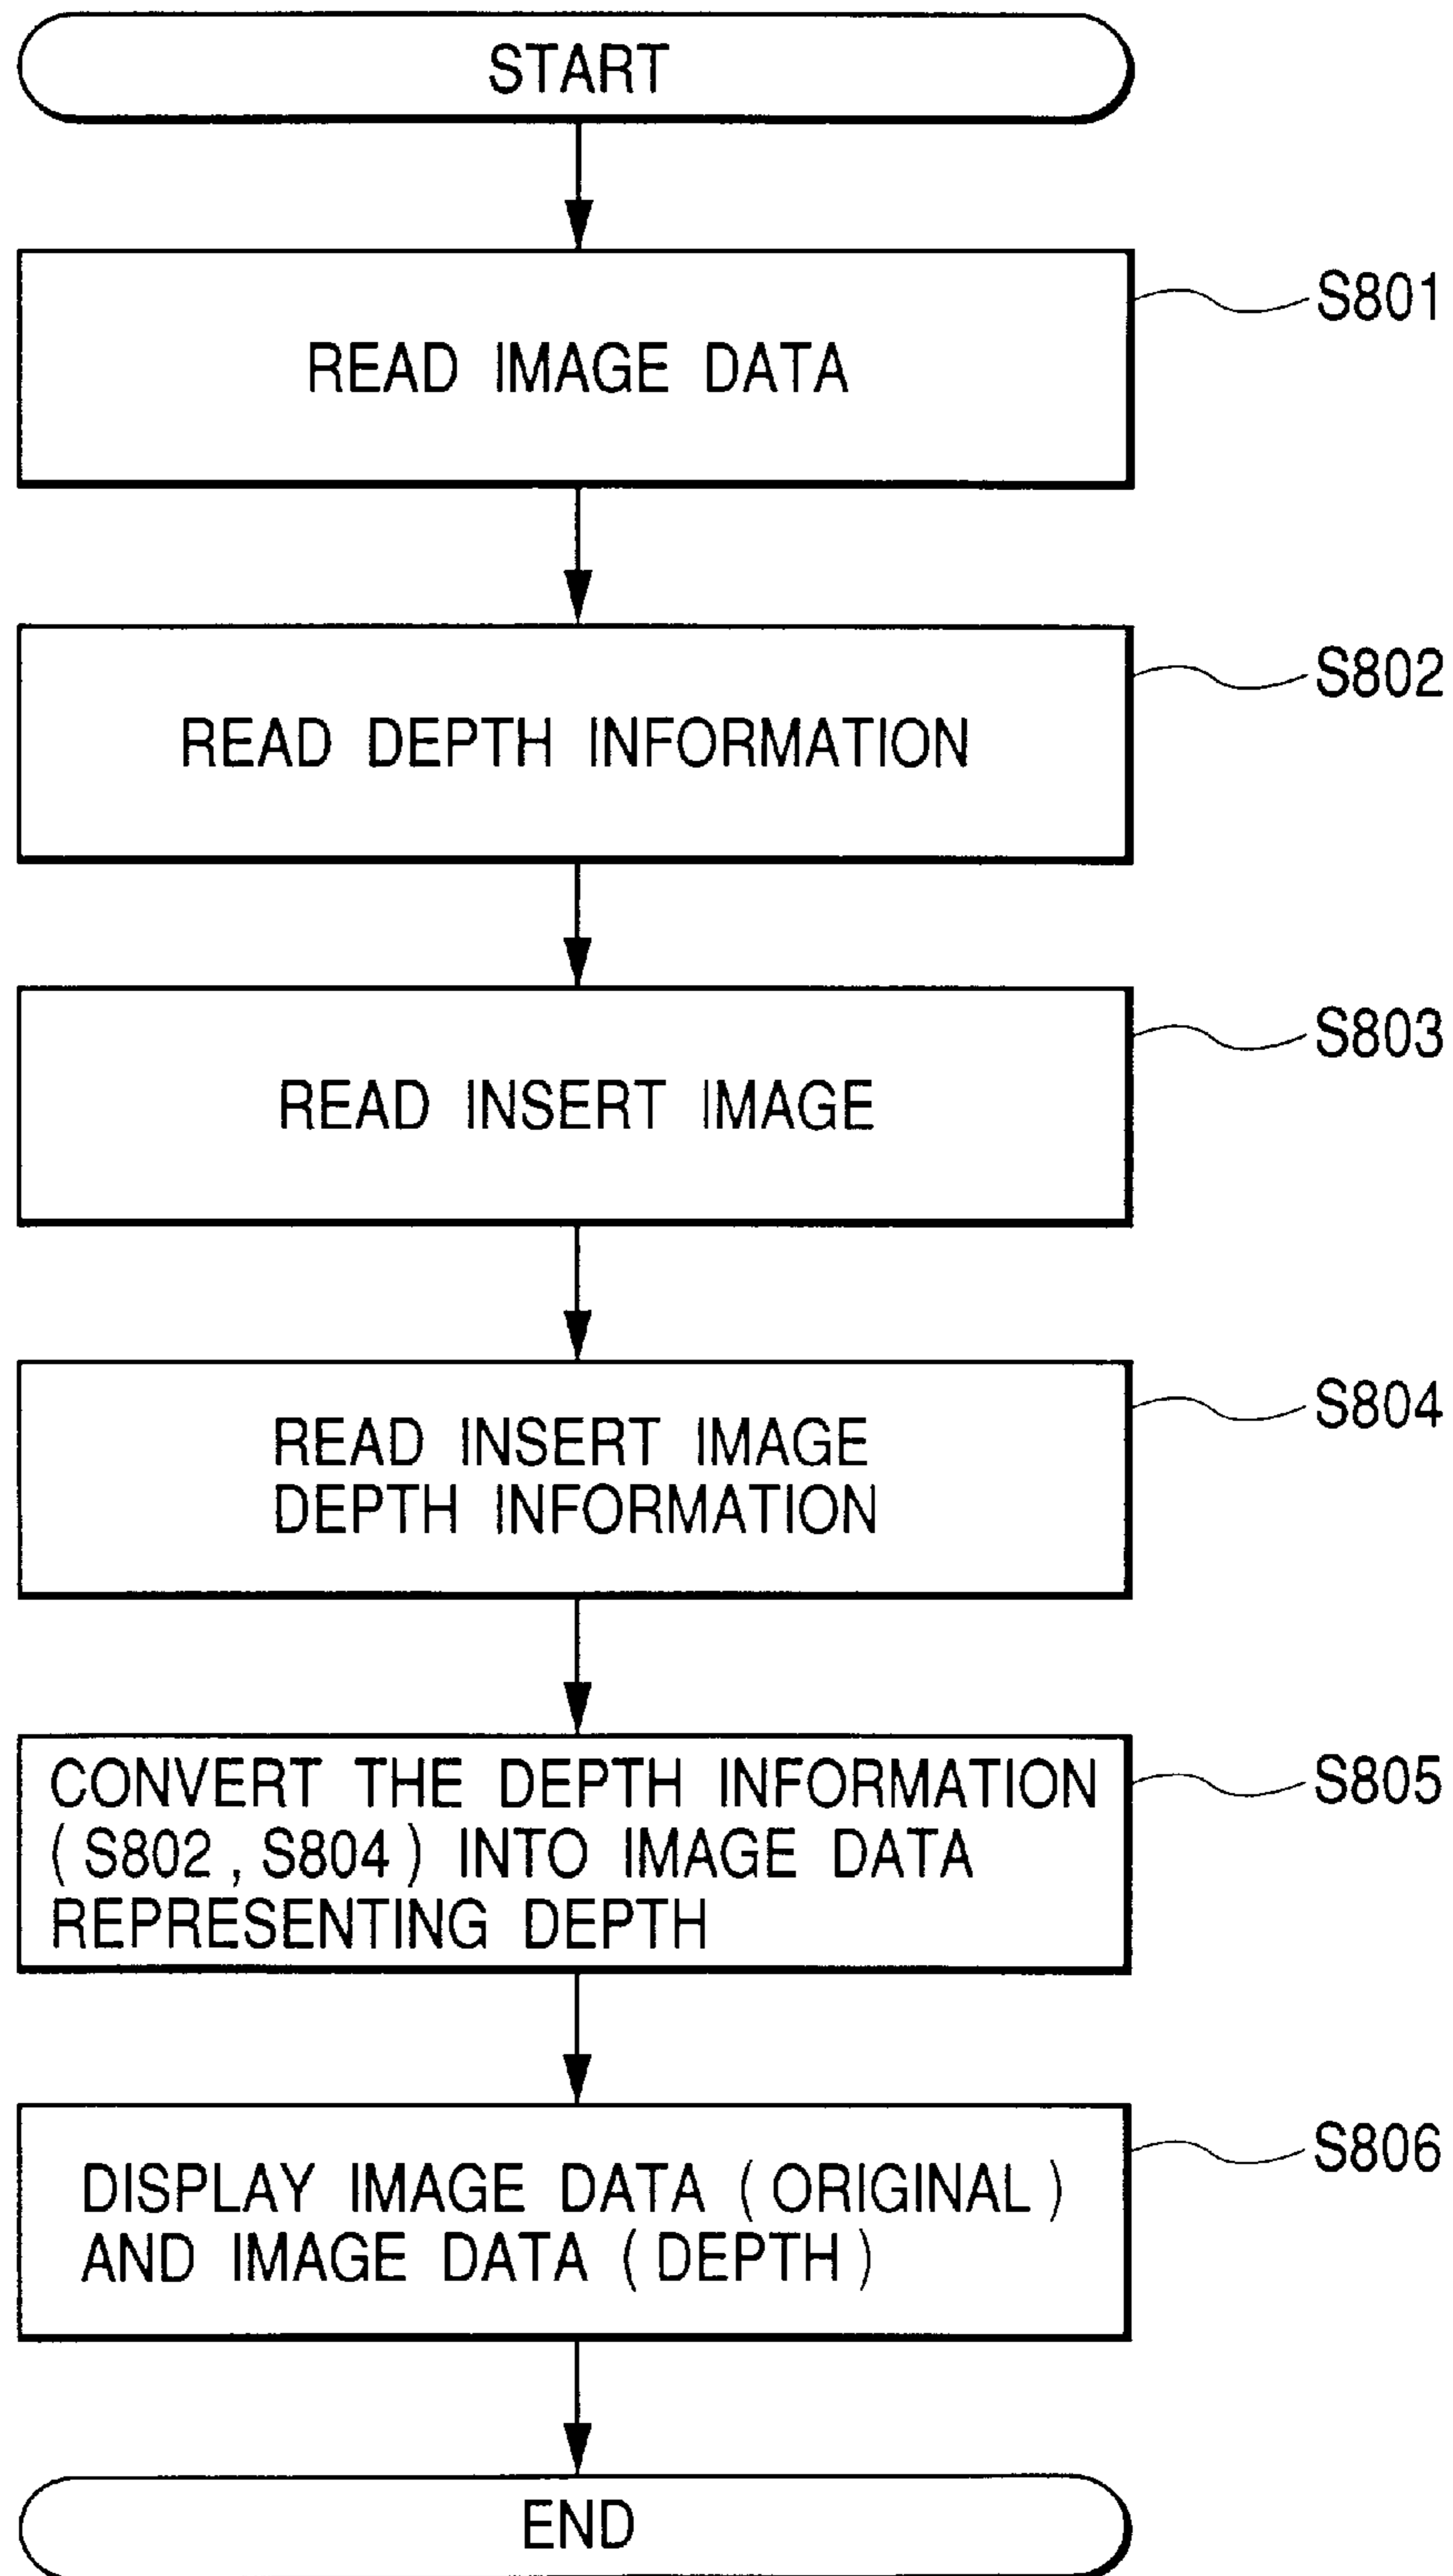 START
READ IMAGE DATA
S801
READ DEPTH INFORMATION
S802
READ INSERT IMAGE
S803
READ INSERT IMAGE
DEPTH INFORMATION
S804
CONVERT THE DEPTH INFORMATION
(S802, S804) INTO IMAGE DATA
REPRESENTING DEPTH
S805
DISPLAY IMAGE DATA (ORIGINAL)
AND IMAGE DATA (DEPTH)
S806
END